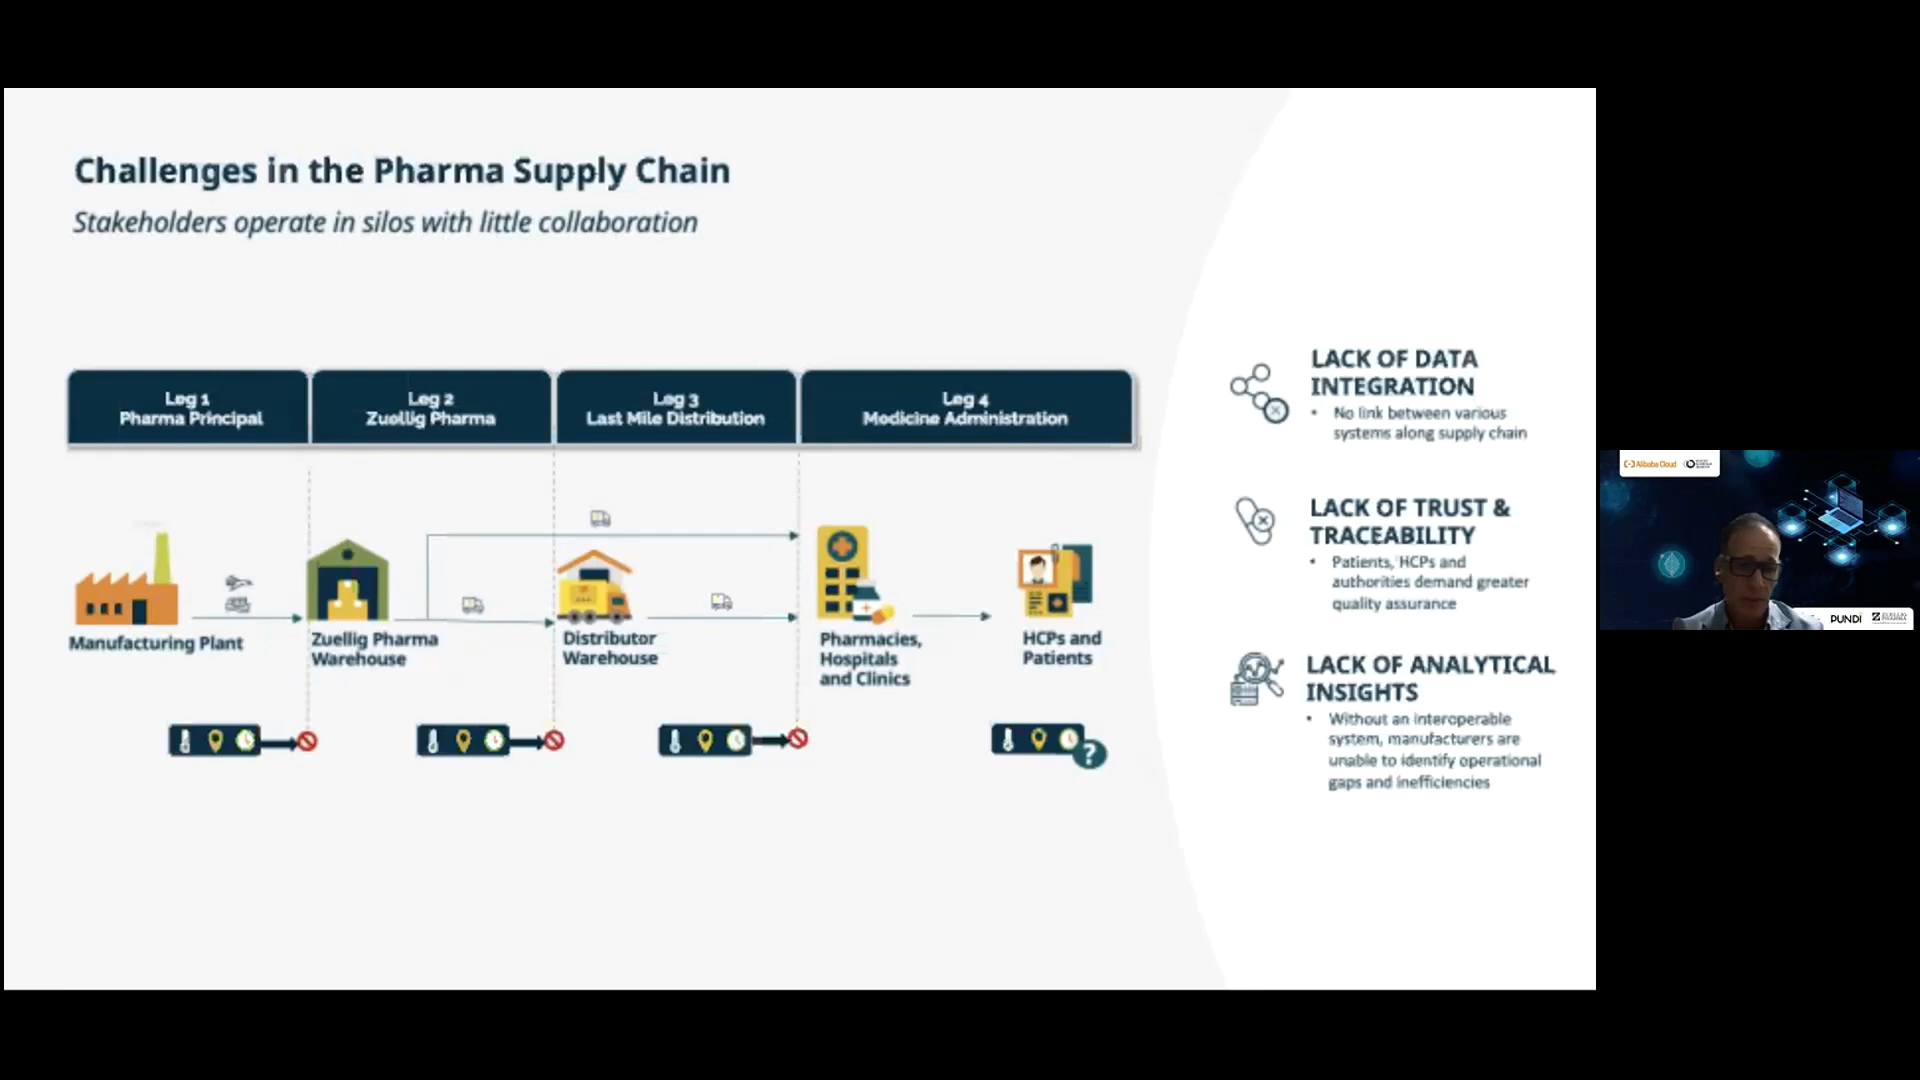 Challenges in the Pharma Supply Chain
Stakeholders operate in silos with little collaboration
Leg 1
Pharma Principal
Leg 2
Zuellig Pharma
Leg 3
Last Mile Distribution
Leg 4
Medicine Administration
Manufacturing Plant
Zuellig Pharma
Warehouse
Distributor
Warehouse
Pharmacies,
Hospitals
and Clinics
HCPs and
Patients
?
LACK OF DATA
INTEGRATION
• No link between various
systems along supply chain
LACK OF TRUST &
TRACEABILITY
• Patients, HCPs and
authorities demand greater
quality assurance
LACK OF ANALYTICAL
INSIGHTS
• Without an interoperable
system, manufacturers are
unable to identify operational
gaps and inefficiencies
Alibaba Cloud
PUNDI
ZUELLIG
PHARMA